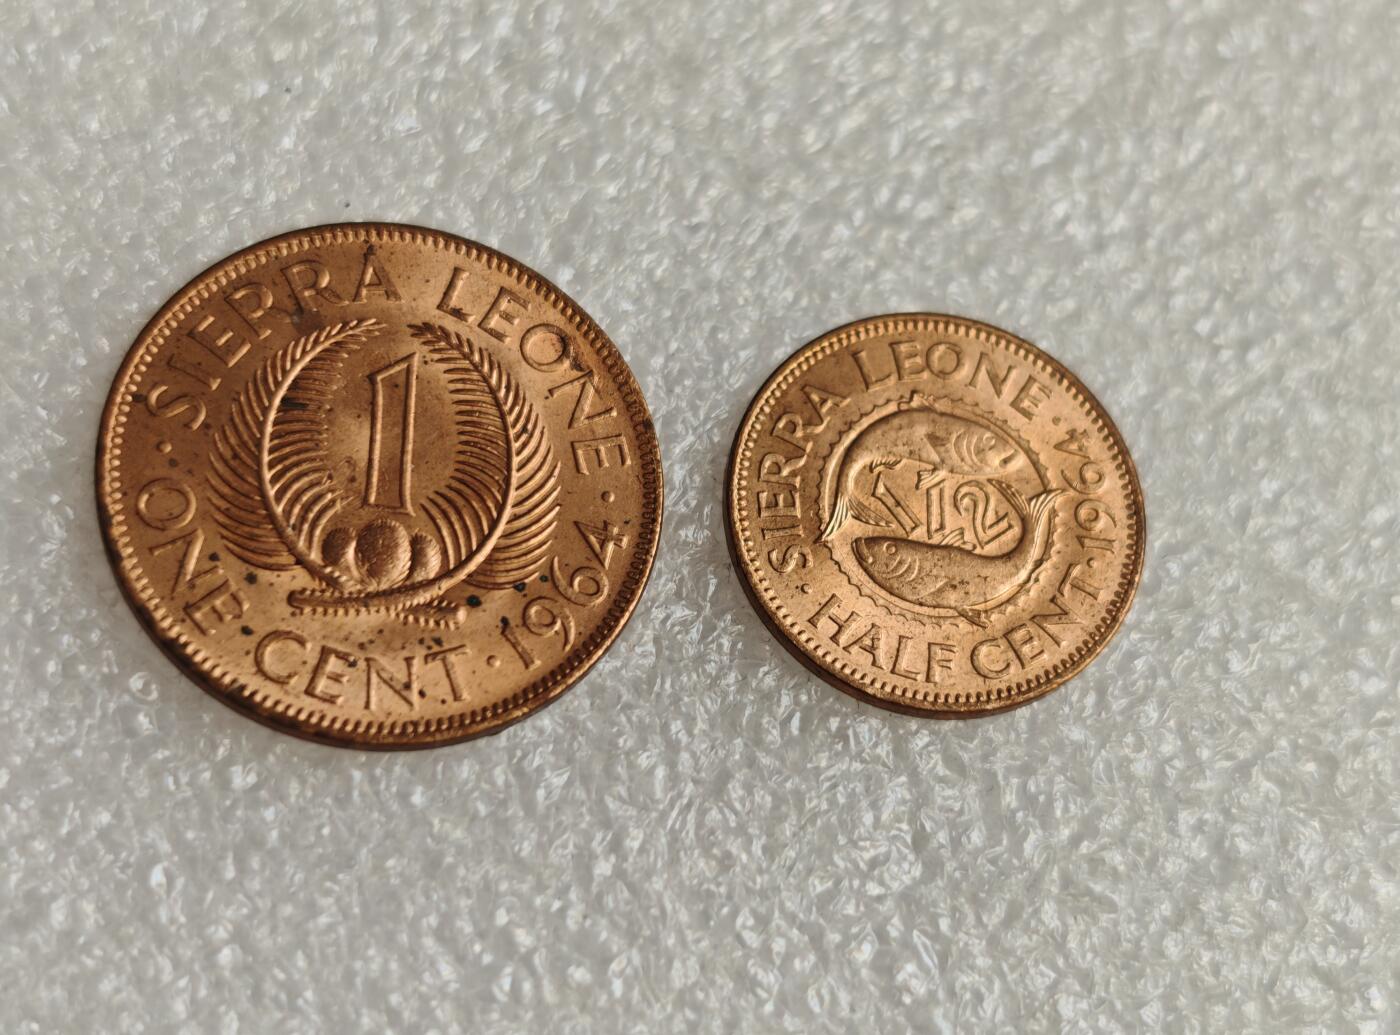 · SIERRA LEONE ·
1
ONE CENT · 1964
· SIERRA LEONE ·
1/2
HALF CENT · 1964